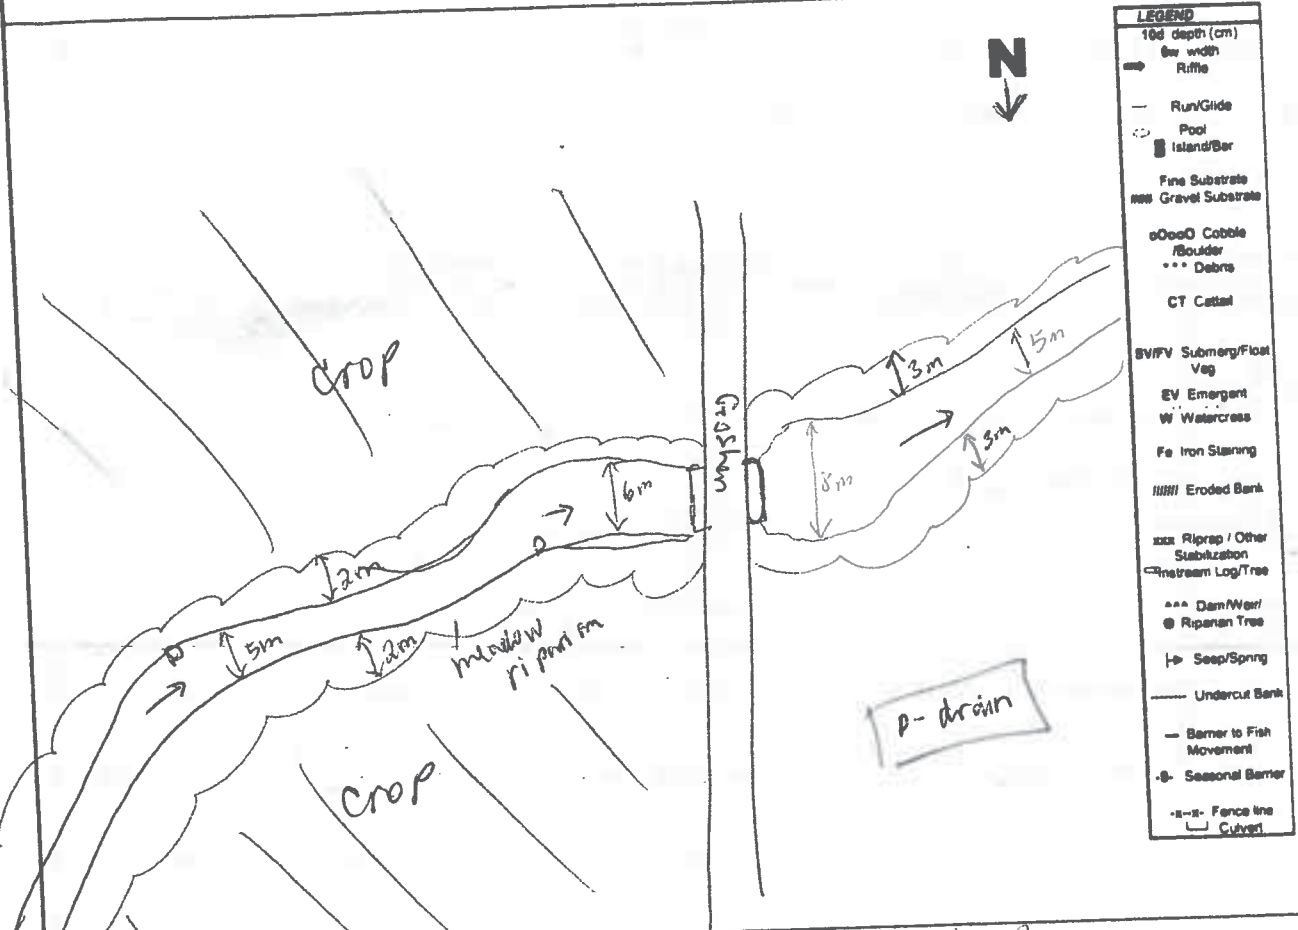 LEGEND
10d depth (cm)
8w width
Riffle
Run/Glide
Pool
Island/Bar
Fine Substrate
Gravel Substrate
oOooO Cobble
/Boulder
*** Debris
CT Cattail
SV/FV Submerg/Float
Veg
EV Emergent
W Watercress
Fe Iron Staining
Eroded Bank
xxx Riprap / Other
Stabilization
Instream Log/Tree
Dam/Weir/
Riparian Tree
Seep/Spring
Undercut Bank
Barrier to Fish
Movement
-S- Seasonal Barrier
-x-x- Fence line
Culvert
N
crop
3m
5m
3m
6m
2m
5m
2m
meadow
riparian
p- drain
crop